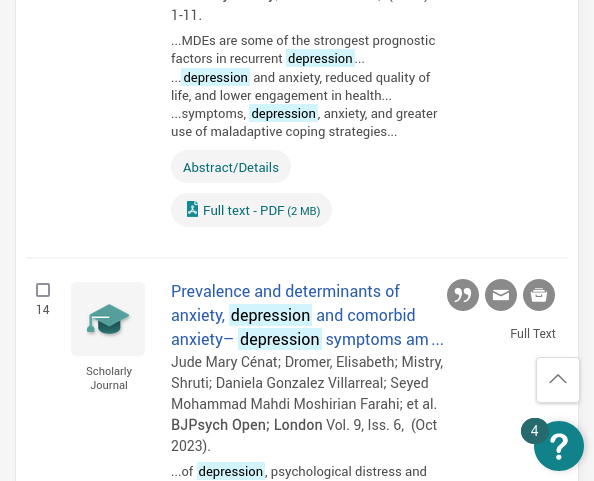 1-11.
...MDEs are some of the strongest prognostic
factors in recurrent depression...
...depression and anxiety, reduced quality of
life, and lower engagement in health...
...symptoms, depression, anxiety, and greater
use of maladaptive coping strategies...
Abstract/Details
Full text - PDF (2 MB)
14
Scholarly
Journal
Prevalence and determinants of
anxiety, depression and comorbid
anxiety– depression symptoms am...
Full Text
Jude Mary Cénat; Dromer, Elisabeth; Mistry,
Shruti; Daniela Gonzalez Villarreal; Seyed
Mohammad Mahdi Moshirian Farahi; et al.
BJPsych Open; London Vol. 9, Iss. 6, (Oct
2023).
4
?
...of depression, psychological distress and